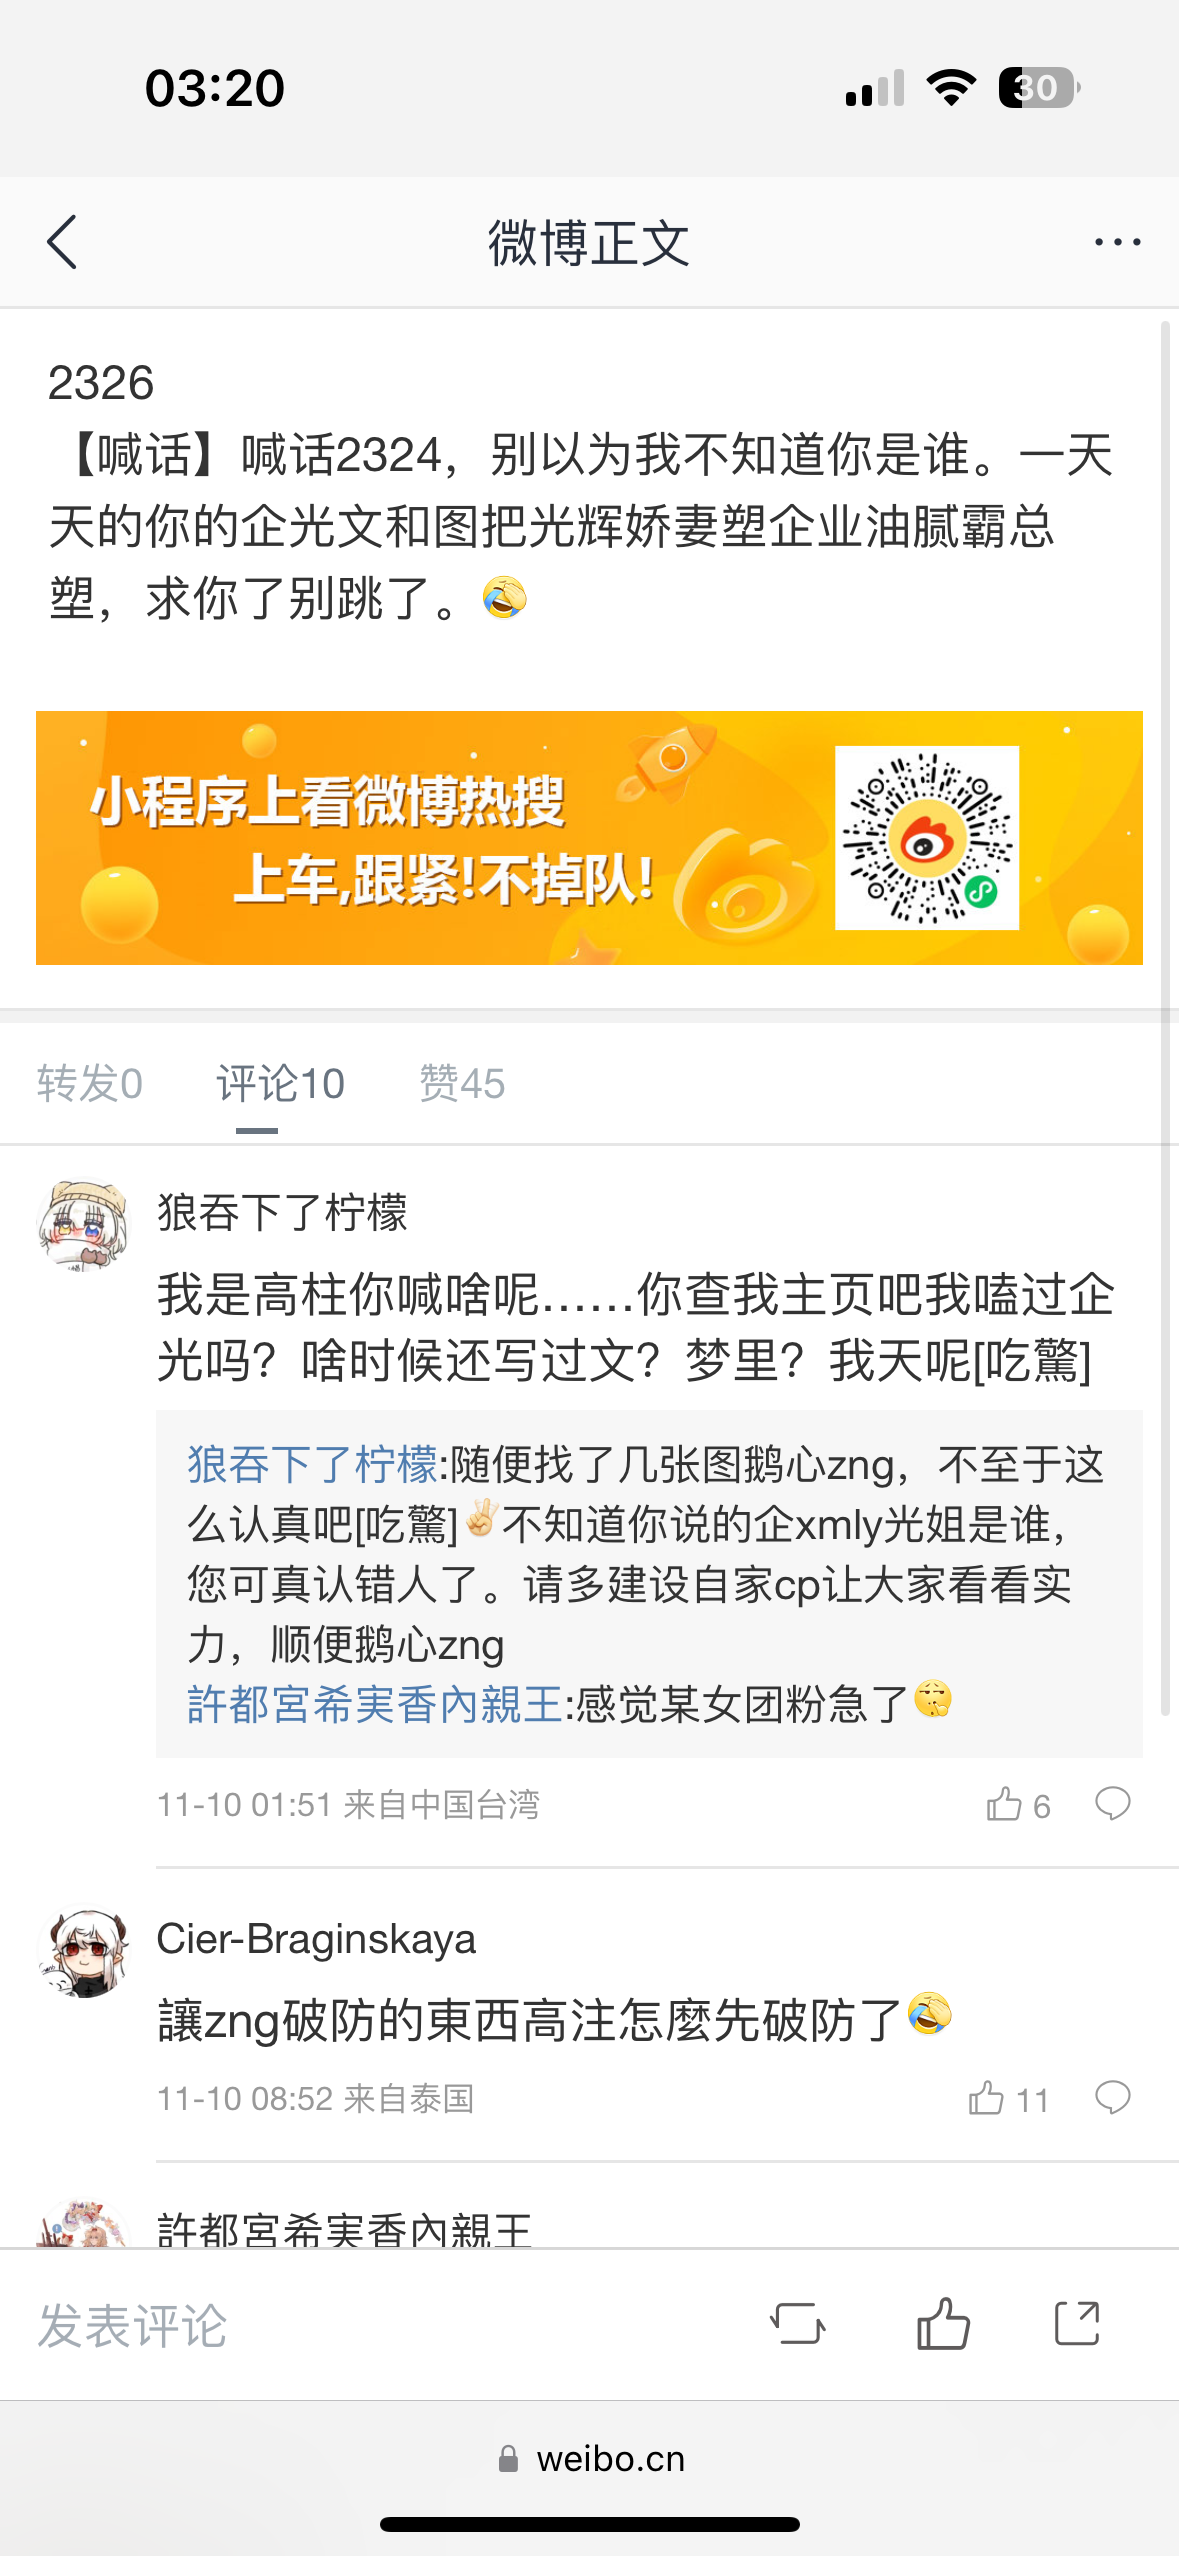 03:20
30
微博正文
2326
【喊话】喊话2324，别以为我不知道你是谁。一天
天的你的企光文和图把光辉娇妻塑企业油腻霸总
塑，求你了别跳了。🤣
小程序上看微博热搜
上车,跟紧!不掉队!
转发0 评论10 赞45
狼吞下了柠檬
我是高柱你喊啥呢……你查我主页吧我嗑过企
光吗？啥时候还写过文？梦里？我天呢[吃驚]
狼吞下了柠檬:随便找了几张图鹅心zng，不至于这
么认真吧[吃驚]✌🏻不知道你说的企xmly光姐是谁，
您可真认错人了。请多建设自家cp让大家看看实
力，顺便鹅心zng
許都宮希実香內親王:感觉某女团粉急了
11-10 01:51 来自中国台湾 6
Cier-Braginskaya
讓zng破防的東西高注怎麼先破防了🤣
11-10 08:52 来自泰国 11
許都宮希実香內親王
发表评论
weibo.cn